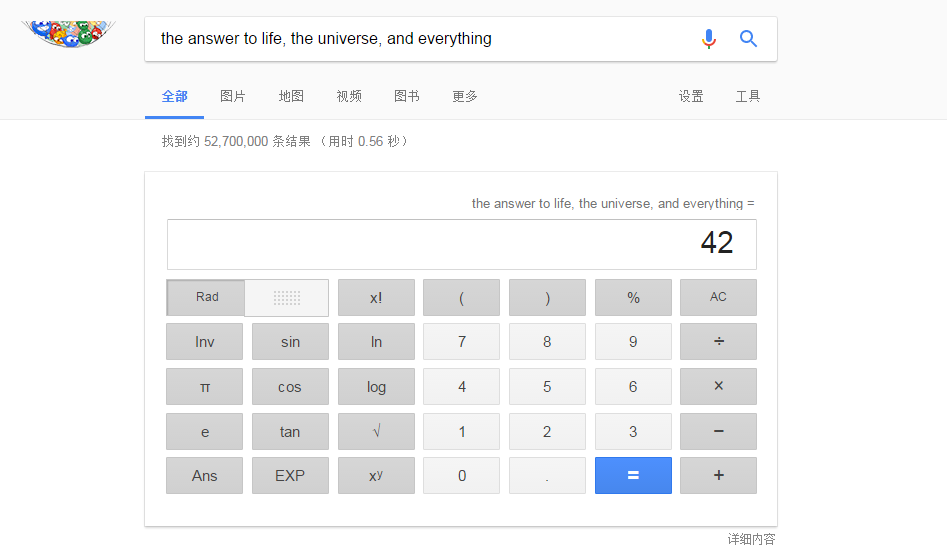 the answer to life, the universe, and everything
全部 图片 地图 视频 图书 更多 设置 工具
找到约 52,700,000 条结果 （用时 0.56 秒）
the answer to life, the universe, and everything =
42
Rad x! ( ) % AC
Inv sin ln 7 8 9 ÷
π cos log 4 5 6 ×
e tan √ 1 2 3 −
Ans EXP xʸ 0 . = +
详细内容